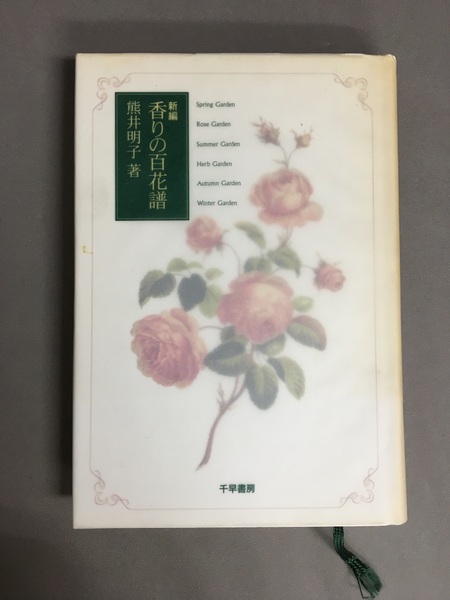 新編
香りの百花譜
熊井明子 著
Spring Garden
Rose Garden
Summer Garden
Herb Garden
Autumn Garden
Winter Garden
千早書房